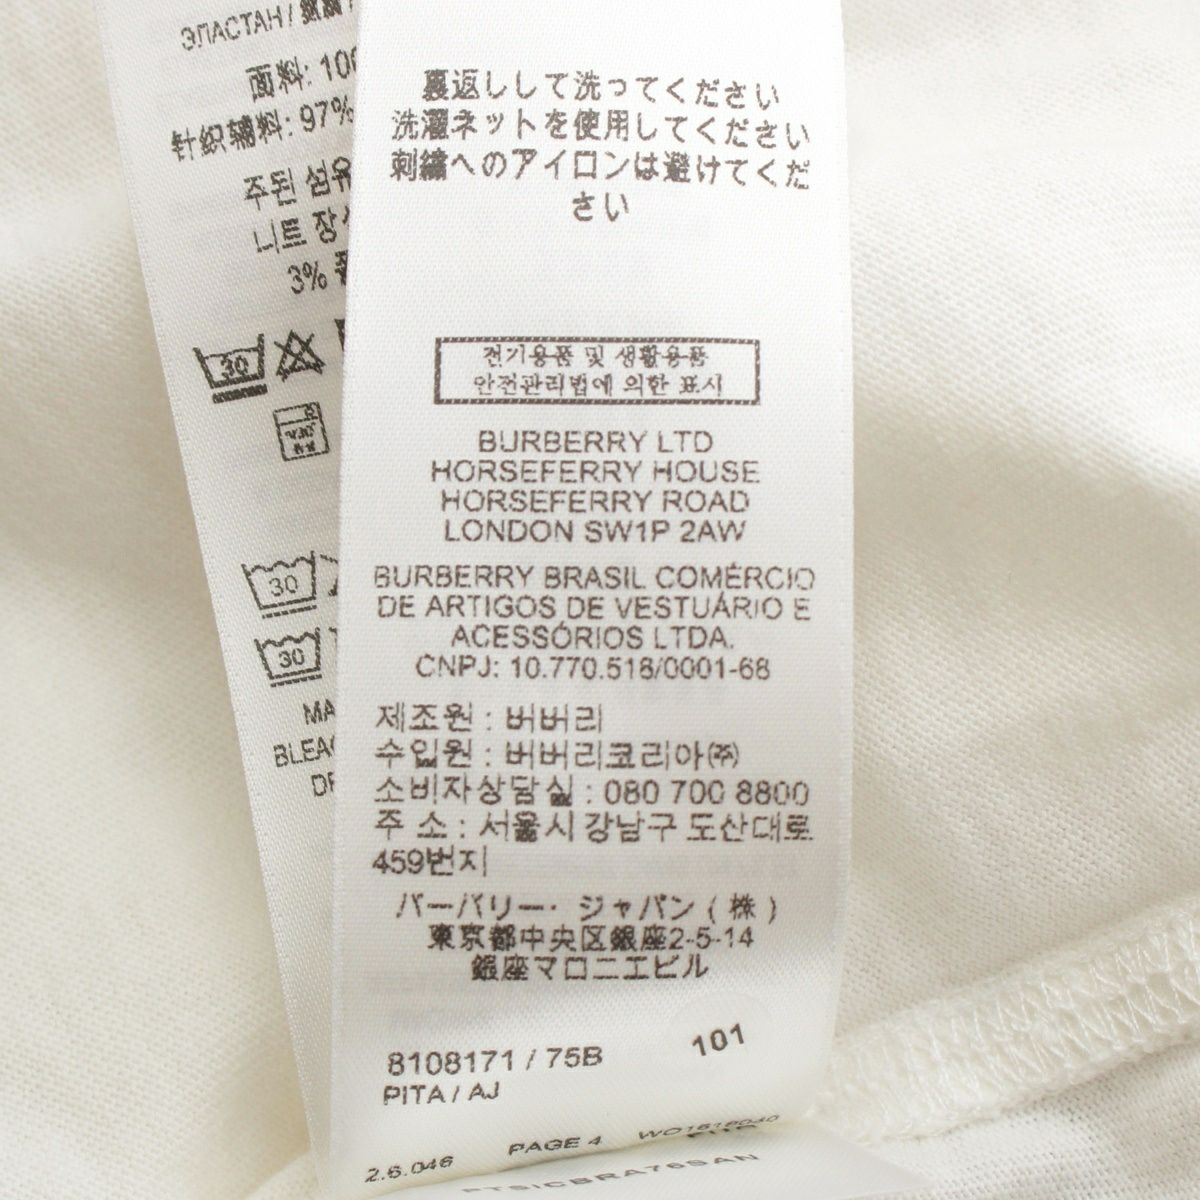 ЭЛАСТАН /
面料: 100
针织辅料: 97%
주된 섬유
니트 장식
3%
30
30
30
MA
BLEAC
DE
裏返しして洗ってください
洗濯ネットを使用してください
刺繍へのアイロンは避けてくだ
さい
전기용품 및 생활용품
안전관리법에 의한 표시
BURBERRY LTD
HORSEFERRY HOUSE
HORSEFERRY ROAD
LONDON SW1P 2AW
BURBERRY BRASIL COMÉRCIO
DE ARTIGOS DE VESTUÁRIO E
ACESSÓRIOS LTDA.
CNPJ: 10.770.518/0001-68
제조원 : 버버리
수입원 : 버버리코리아(주)
소비자상담실 : 080 700 8800
주 소 : 서울시 강남구 도산대로
459번지
バーバリー・ジャパン ( 株 )
東京都中央区銀座2-5-14
銀座マロニエビル
8108171 / 75B
101
PITA / AJ
2.6.046 PAGE 4 WO1616040